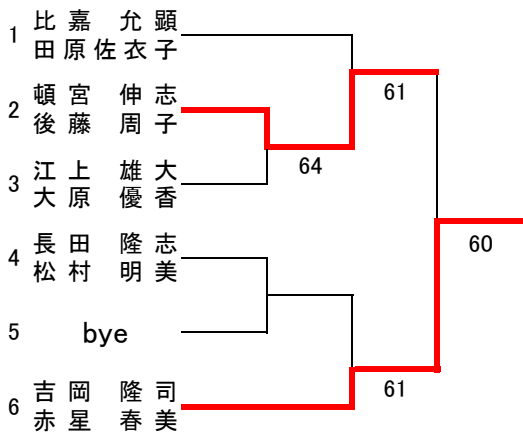 1 比嘉 允顕
田原佐衣子
61
2 頓宮 伸志
後藤 周子
64
3 江上 雄大
大原 優香
60
4 長田 隆志
松村 明美
5 bye
61
6 吉岡 隆司
赤星 春美